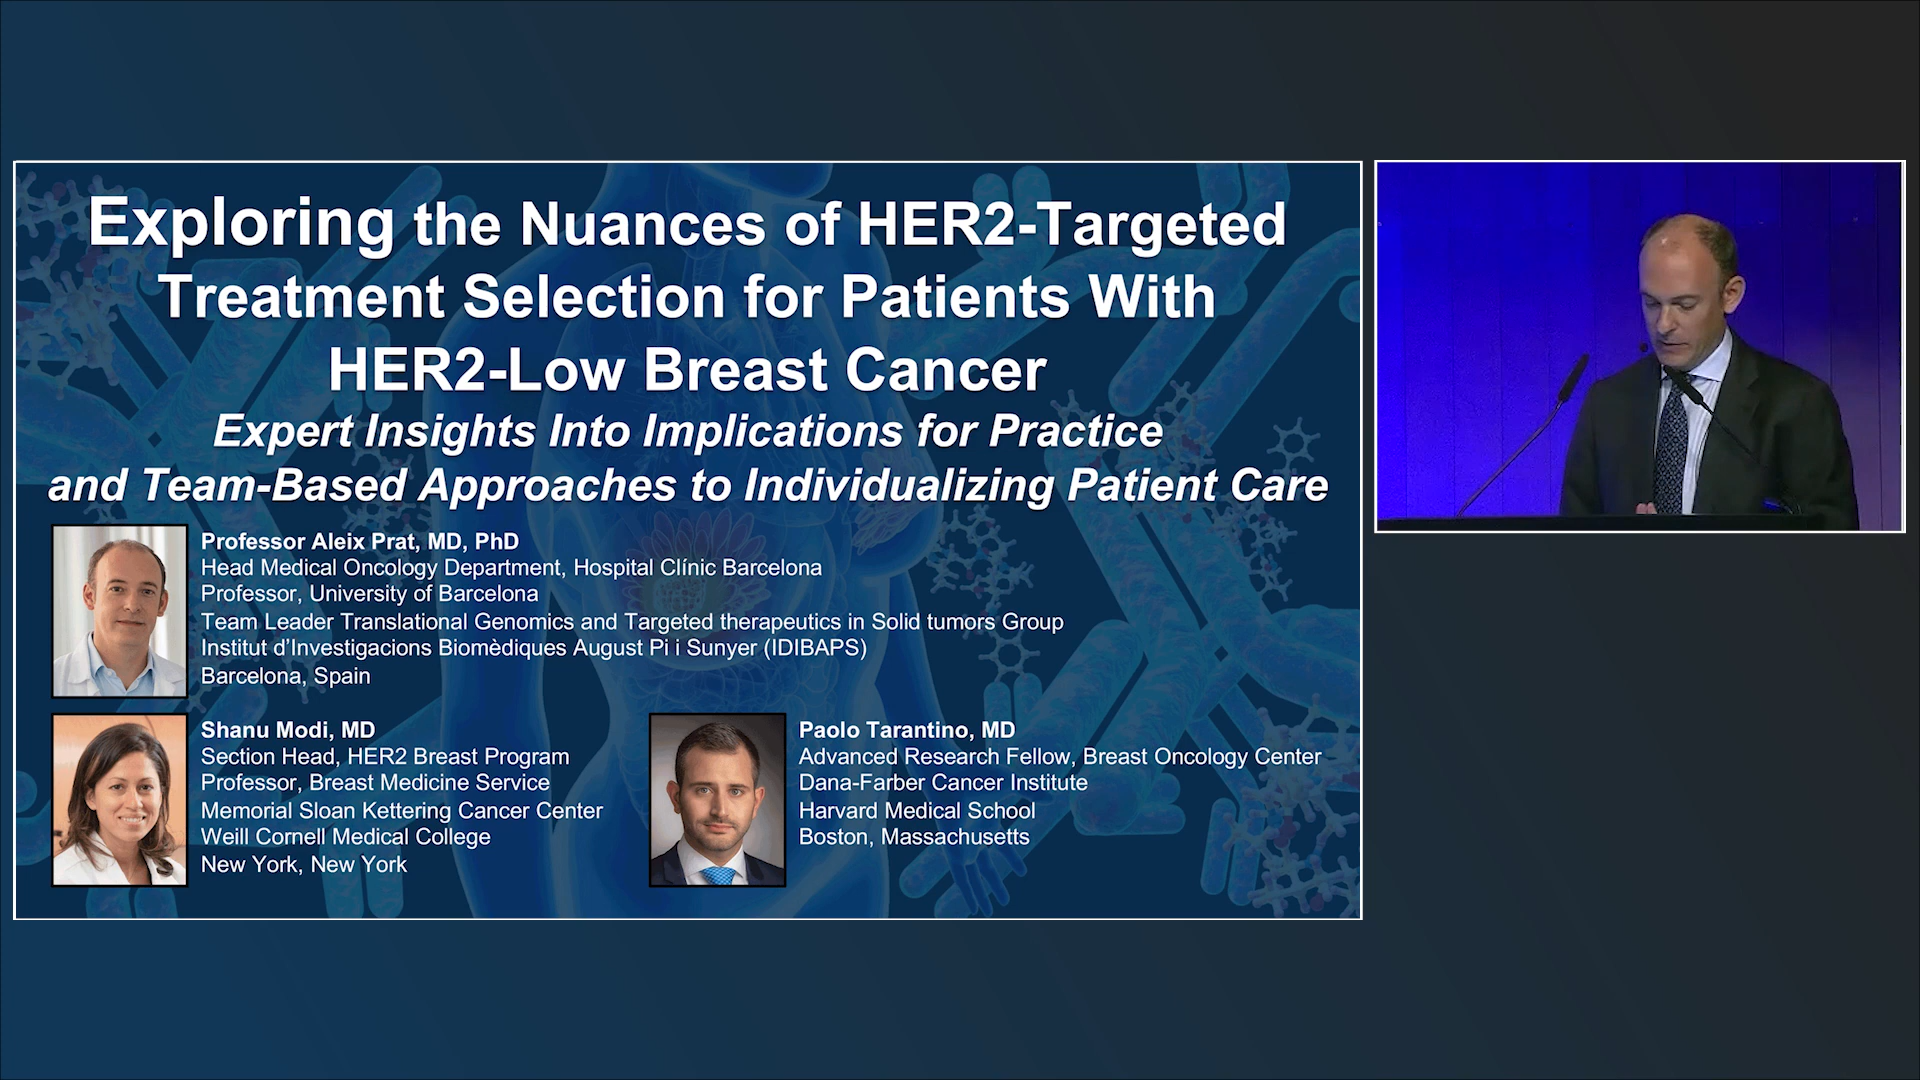 Exploring the Nuances of HER2-Targeted
Treatment Selection for Patients With
HER2-Low Breast Cancer
Expert Insights Into Implications for Practice
and Team-Based Approaches to Individualizing Patient Care
Professor Aleix Prat, MD, PhD
Head Medical Oncology Department, Hospital Clínic Barcelona
Professor, University of Barcelona
Team Leader Translational Genomics and Targeted therapeutics in Solid tumors Group
Institut d'Investigacions Biomèdiques August Pi i Sunyer (IDIBAPS)
Barcelona, Spain
Shanu Modi, MD
Section Head, HER2 Breast Program
Professor, Breast Medicine Service
Memorial Sloan Kettering Cancer Center
Weill Cornell Medical College
New York, New York
Paolo Tarantino, MD
Advanced Research Fellow, Breast Oncology Center
Dana-Farber Cancer Institute
Harvard Medical School
Boston, Massachusetts